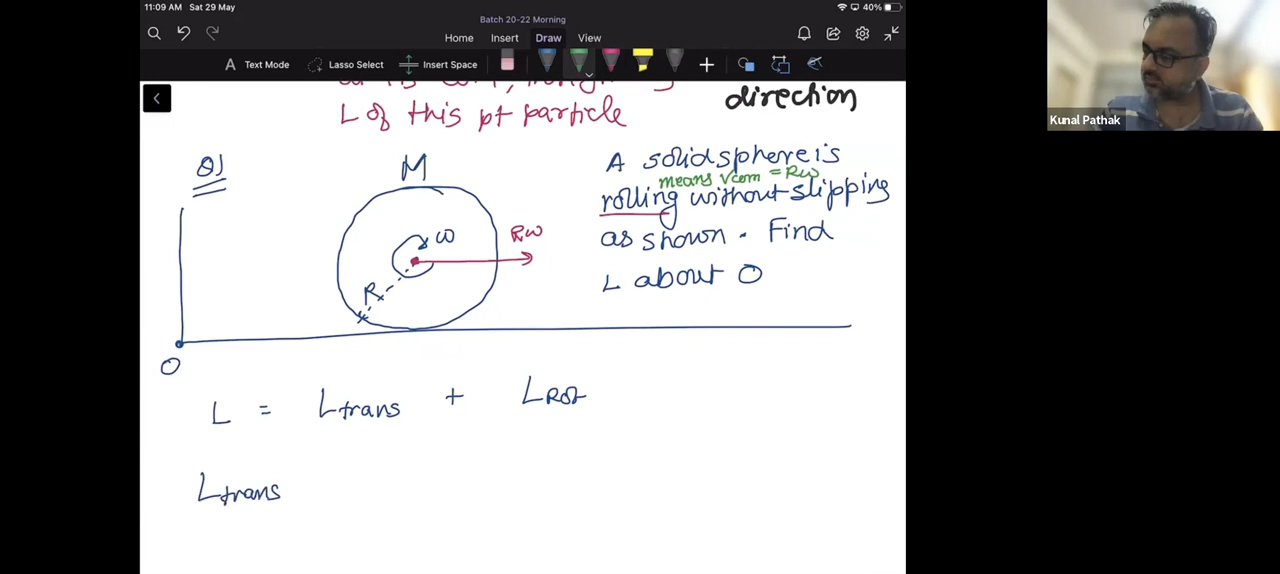 11:09 AM Sat 29 May
40%
Batch 20-22 Morning
Home Insert Draw View
Text Mode
Lasso Select
Insert Space
L of this pt particle
direction
Kunal Pathak
Q)
M
ω
Rω
R
O
A solid sphere is
means Vcom = Rω
rolling without slipping
as shown. Find
L about O
L = Ltrans + LRot
Ltrans